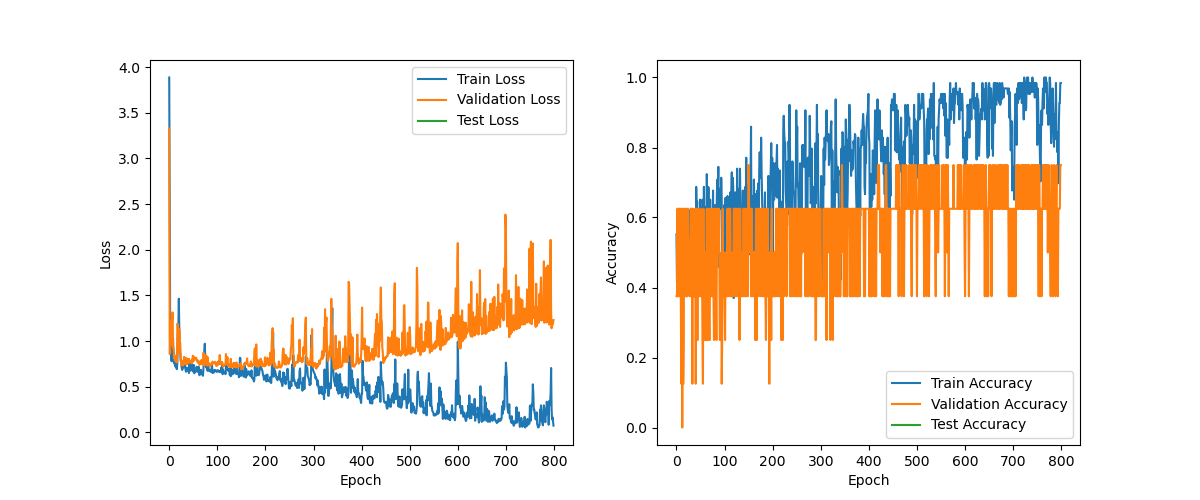 4.0
3.5
3.0
2.5
2.0
1.5
1.0
0.5
0.0
Loss
0 100 200 300 400 500 600 700 800
Epoch
Train Loss
Validation Loss
Test Loss
1.0
0.8
0.6
0.4
0.2
0.0
Accuracy
0 100 200 300 400 500 600 700 800
Epoch
Train Accuracy
Validation Accuracy
Test Accuracy